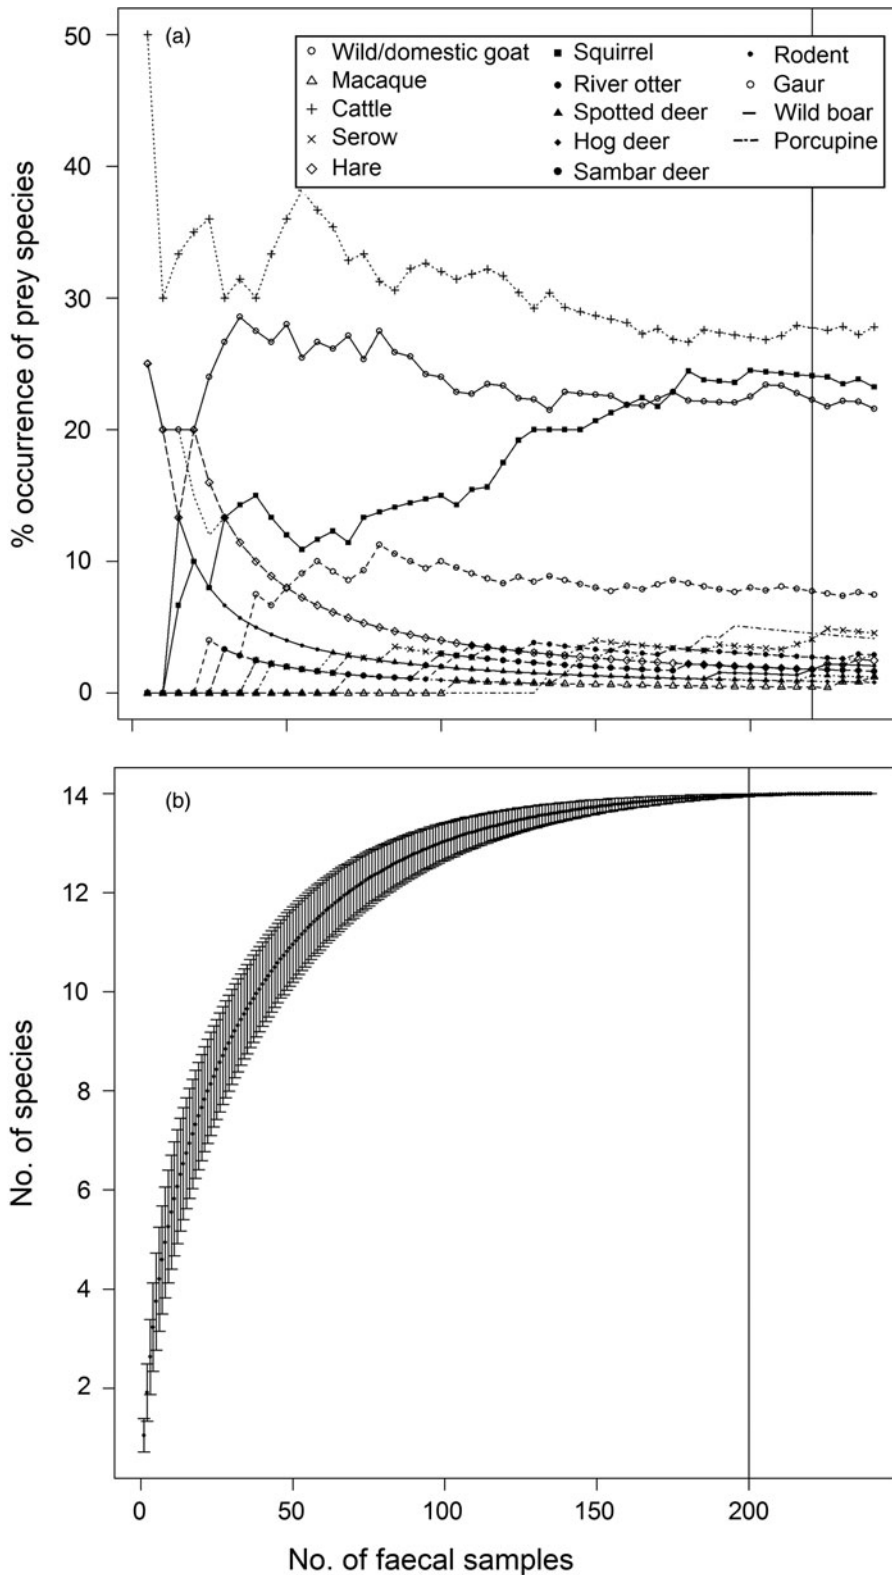 (a)
50
40
30
20
10
0
% occurrence of prey species
Wild/domestic goat
Macaque
Cattle
Serow
Hare
Squirrel
River otter
Spotted deer
Hog deer
Sambar deer
Rodent
Gaur
Wild boar
Porcupine
(b)
14
12
10
8
6
4
2
No. of species
0
50
100
150
200
No. of faecal samples